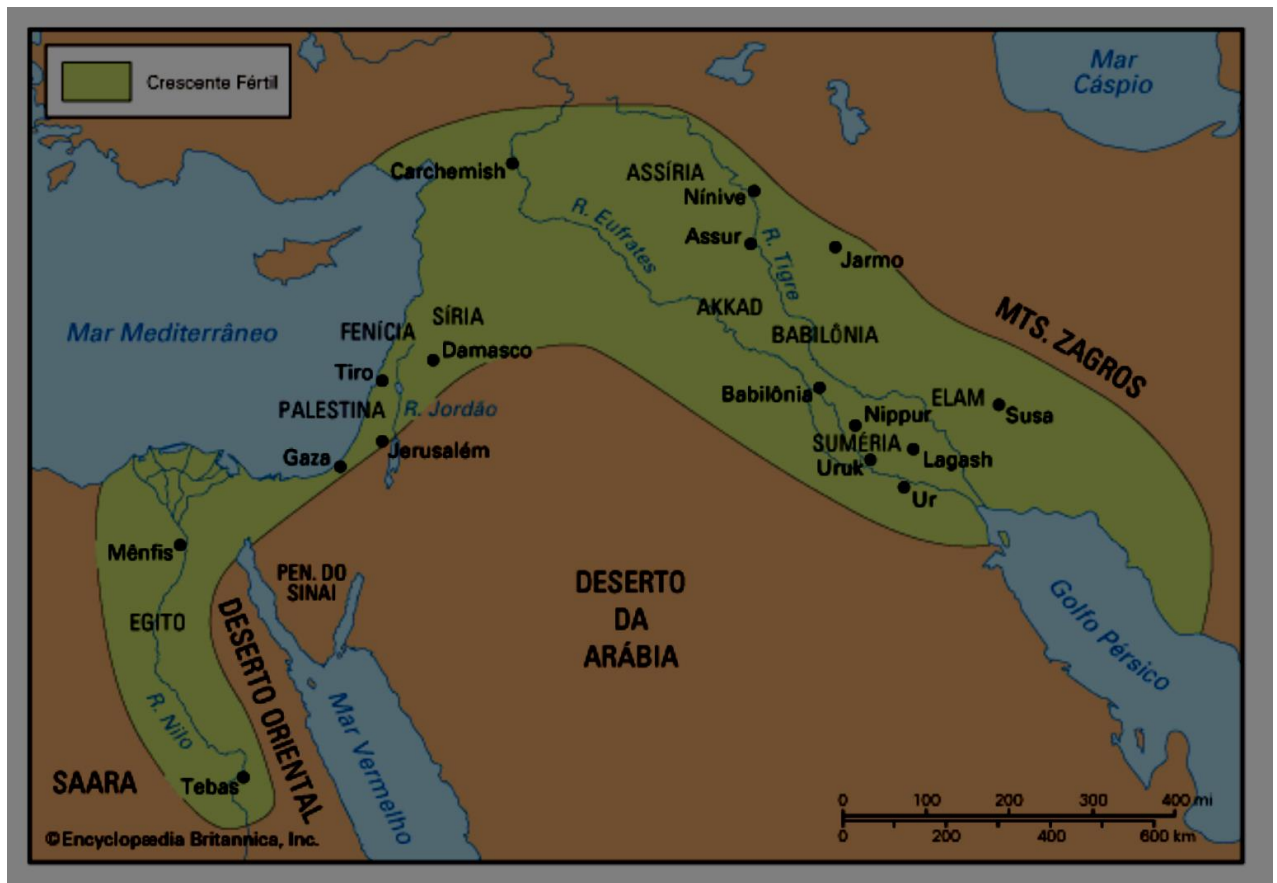 Crescente Fértil
Mar
Cáspio
Carchemish
ASSÍRIA
Nínive
R. Eufrates
Assur
R. Tigre
Jarmo
AKKAD
MTS. ZAGROS
Mar Mediterrâneo
FENÍCIA
SÍRIA
BABILÔNIA
Damasco
Tiro
Babilônia
ELAM
PALESTINA
R. Jordão
Nippur
Susa
SUMÉRIA
Gaza
Jerusalém
Uruk
Lagash
Ur
Mênfis
PEN. DO
SINAI
DESERTO
DA
ARÁBIA
EGITO
DESERTO ORIENTAL
Golfo Pérsico
R. Nilo
Mar Vermelho
SAARA
Tebas
0 100 200 300 400 mi
0 200 400 600 km
©Encyclopædia Britannica, Inc.